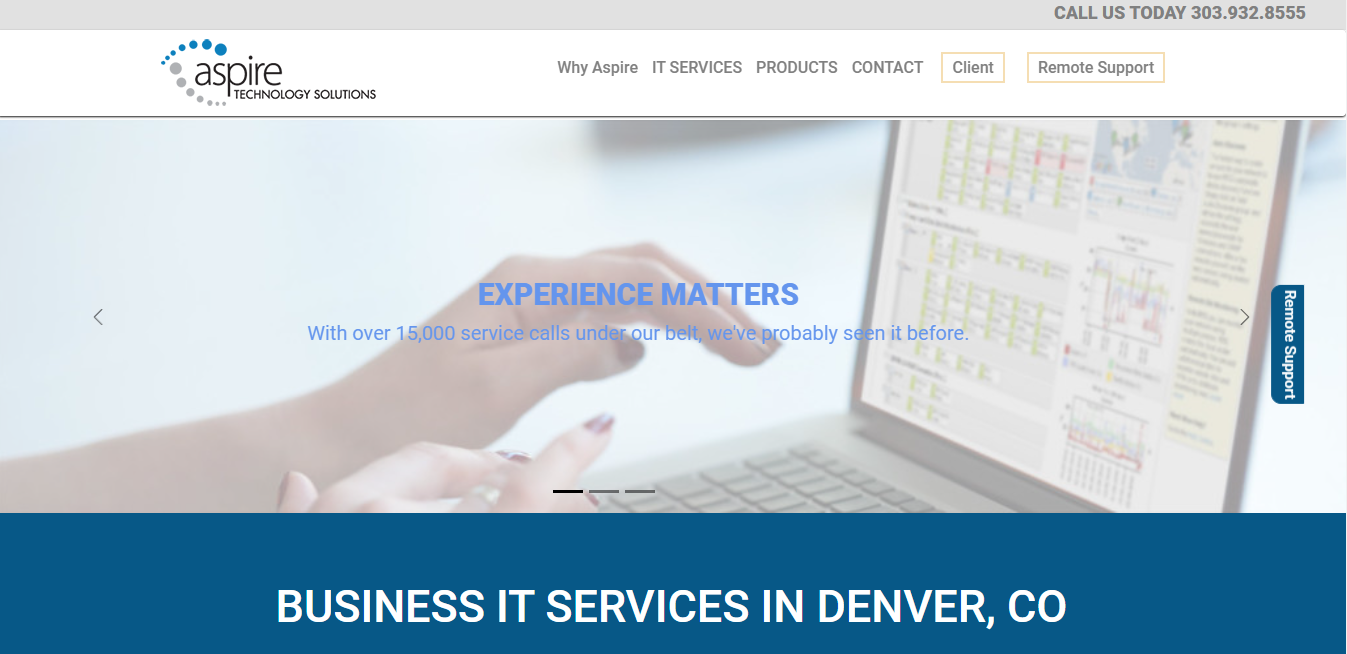 CALL US TODAY 303.932.8555
aspire
TECHNOLOGY SOLUTIONS
Why Aspire IT SERVICES PRODUCTS CONTACT Client Remote Support
EXPERIENCE MATTERS
With over 15,000 service calls under our belt, we've probably seen it before.
Remote Support
BUSINESS IT SERVICES IN DENVER, CO